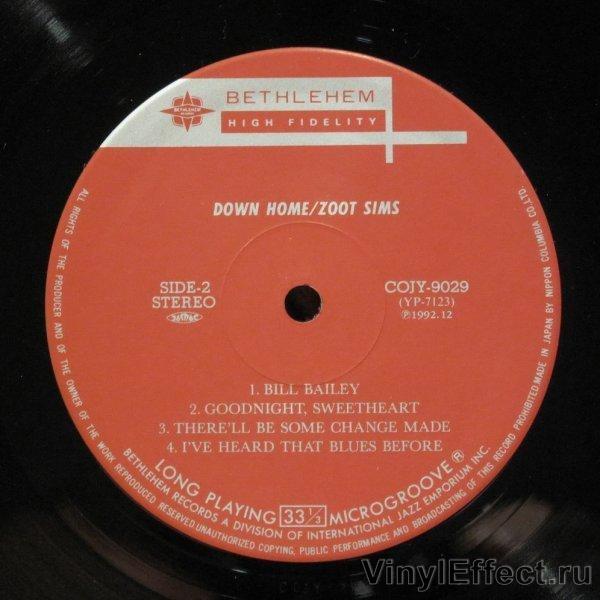 BETHLEHEM
BETHLEHEM
HIGH FIDELITY
DOWN HOME/ZOOT SIMS
SIDE-2
STEREO
COJY-9029
(YP-7123)
Ⓟ1992.12
1. BILL BAILEY
2. GOODNIGHT, SWEETHEART
3. THERE'LL BE SOME CHANGE MADE
4. I'VE HEARD THAT BLUES BEFORE
LONG PLAYING 33 1/3 MICROGROOVE®
BETHLEHEM RECORDS A DIVISION OF INTERNATIONAL JAZZ EMPORIUM INC.
ALL RIGHTS OF THE PRODUCER AND OF THE OWNER OF THE WORK REPRODUCED RESERVED UNAUTHORIZED COPYING, PUBLIC PERFORMANCE AND BROADCASTING OF THIS RECORD PROHIBITED MADE IN JAPAN BY NIPPON COLUMBIA CO.,LTD.
VinylEffect.ru